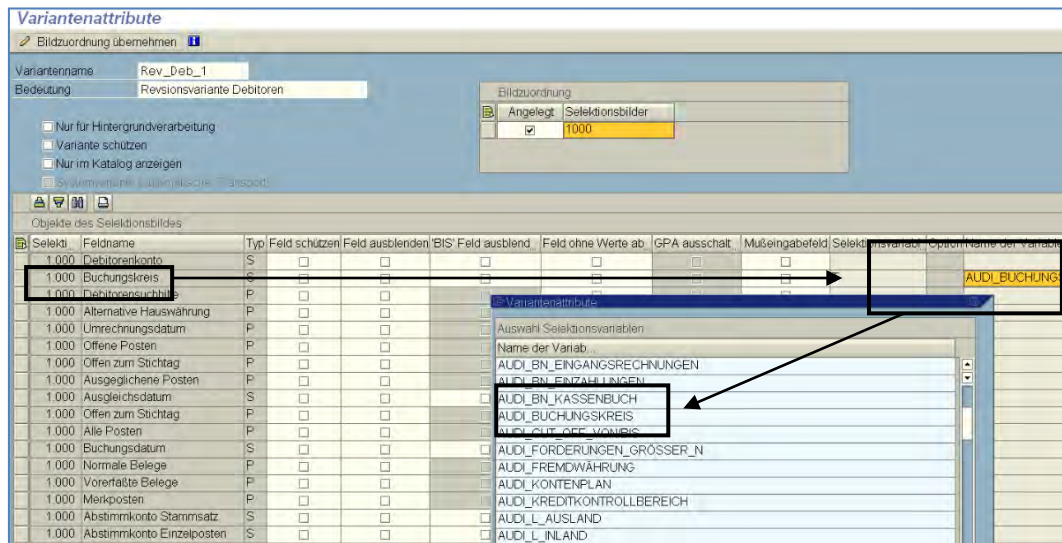 Variantenattribute
Bildzuordnung übernehmen
Variantenname Rev_Deb_1
Bedeutung Revsionsvariante Debitoren
Bildzuordnung
Angelegt Selektionsbilder
1000
Nur für Hintergrundverarbeitung
Variante schützen
Nur im Katalog anzeigen
Objekte des Selektionsbildes
Selekti Feldname Typ Feld schützen Feld ausblenden 'BIS' Feld ausblend Feld ohne Werte ab GPA ausschalt Mußeingabefeld Selektionsvariabl Option Name der Variable
1.000 Debitorenkonto S
1.000 Buchungskreis S AUDI_BUCHUNGS
1.000 Debitorensuchhilfe P
1.000 Alternative Hauswährung P
1.000 Umrechnungsdatum P
1.000 Offene Posten P
1.000 Offen zum Stichtag P
1.000 Ausgeglichene Posten P
1.000 Ausgleichsdatum S
1.000 Offen zum Stichtag P
1.000 Alle Posten P
1.000 Buchungsdatum S
1.000 Normale Belege P
1.000 Vorerfaßte Belege P
1.000 Merkposten P
1.000 Abstimmkonto Stammsatz S
1.000 Abstimmkonto Einzelposten S
Variantenattribute
Auswahl Selektionsvariablen
Name der Variab...
AUDI_BN_EINGANGSRECHNUNGEN
AUDI_BN_EINZAHLUNGEN
AUDI_BN_KASSENBUCH
AUDI_BUCHUNGSKREIS
AUDI_CUT_OFF_VON/BIS
AUDI_FORDERUNGEN_GRÖSSER_N
AUDI_FREMDWÄHRUNG
AUDI_KONTENPLAN
AUDI_KREDITKONTROLLBEREICH
AUDI_L_AUSLAND
AUDI_L_INLAND